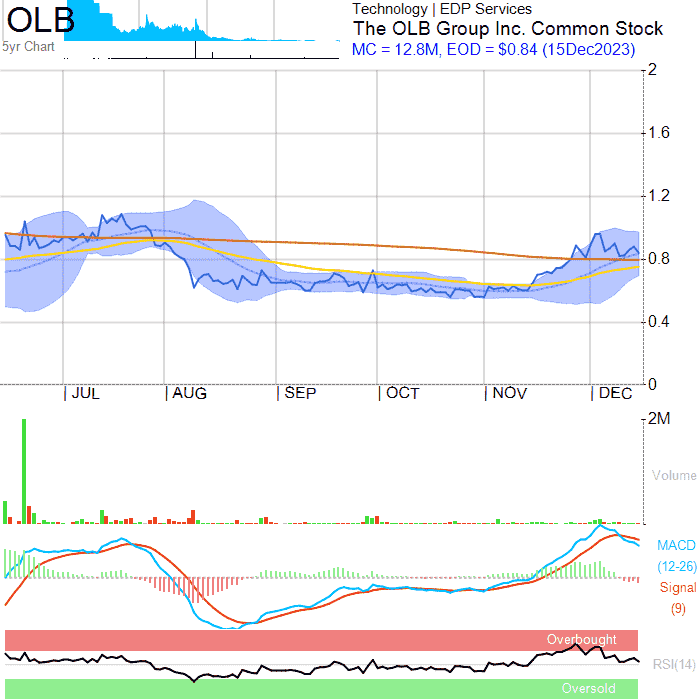 OLB
5yr Chart
Technology | EDP Services
The OLB Group Inc. Common Stock
MC = 12.8M, EOD = $0.84 (15Dec2023)
2
1.6
1.2
0.8
0.4
0
JUL AUG SEP OCT NOV DEC
2M
Volume
MACD
(12-26)
Signal
(9)
Overbought
RSI(14)
Oversold